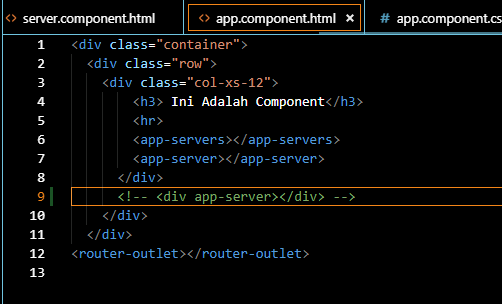 <> server.component.html <> app.component.html × # app.component.cs
1 <div class="container">
2 <div class="row">
3 <div class="col-xs-12">
4 <h3> Ini Adalah Component</h3>
5 <hr>
6 <app-servers></app-servers>
7 <app-server></app-server>
8 </div>
9 <!-- <div app-server></div> -->
10 </div>
11 </div>
12 <router-outlet></router-outlet>
13